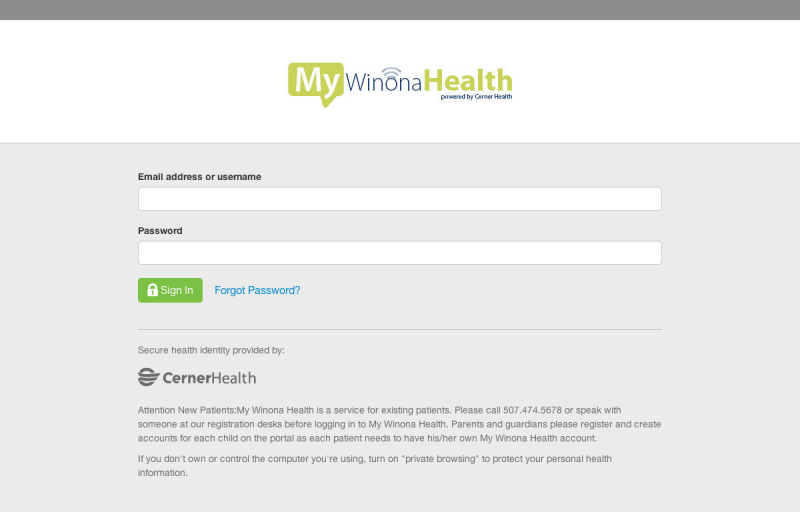 My Winona Health
powered by Cerner Health
Email address or username
Password
Sign In Forgot Password?
Secure health identity provided by:
CernerHealth
Attention New Patients:My Winona Health is a service for existing patients. Please call 507.474.5678 or speak with
someone at our registration desks before logging in to My Winona Health. Parents and guardians please register and create
accounts for each child on the portal as each patient needs to have his/her own My Winona Health account.
If you don't own or control the computer you're using, turn on "private browsing" to protect your personal health
information.